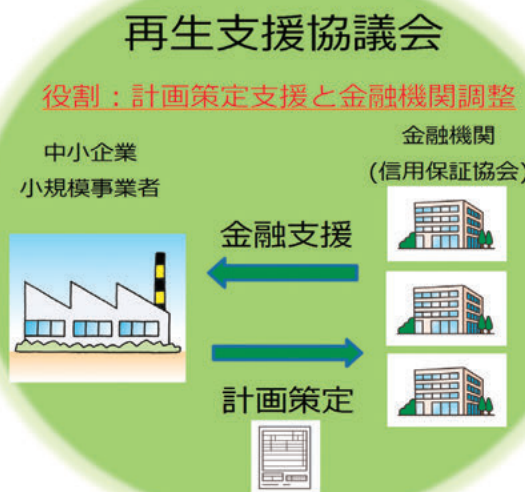 再生支援協議会
役割：計画策定支援と金融機関調整
中小企業
小規模事業者
金融機関
(信用保証協会)
金融支援
計画策定